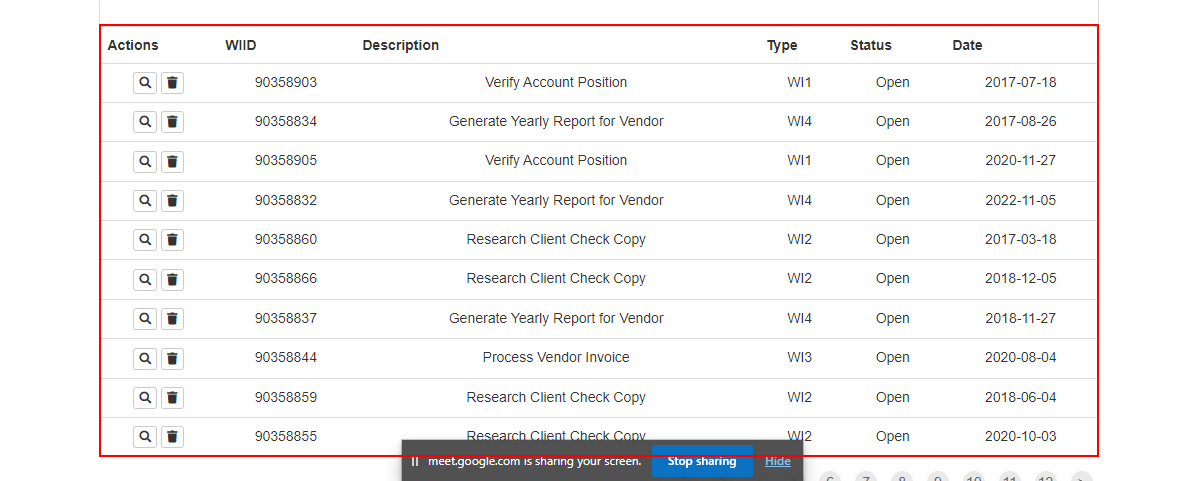 Actions WIID Description Type Status Date
90358903 Verify Account Position WI1 Open 2017-07-18
90358834 Generate Yearly Report for Vendor WI4 Open 2017-08-26
90358905 Verify Account Position WI1 Open 2020-11-27
90358832 Generate Yearly Report for Vendor WI4 Open 2022-11-05
90358860 Research Client Check Copy WI2 Open 2017-03-18
90358866 Research Client Check Copy WI2 Open 2018-12-05
90358837 Generate Yearly Report for Vendor WI4 Open 2018-11-27
90358844 Process Vendor Invoice WI3 Open 2020-08-04
90358859 Research Client Check Copy WI2 Open 2018-06-04
90358855 Research Client Check Copy WI2 Open 2020-10-03
meet.google.com is sharing your screen. Stop sharing Hide
6 7 8 9 10 11 12 >